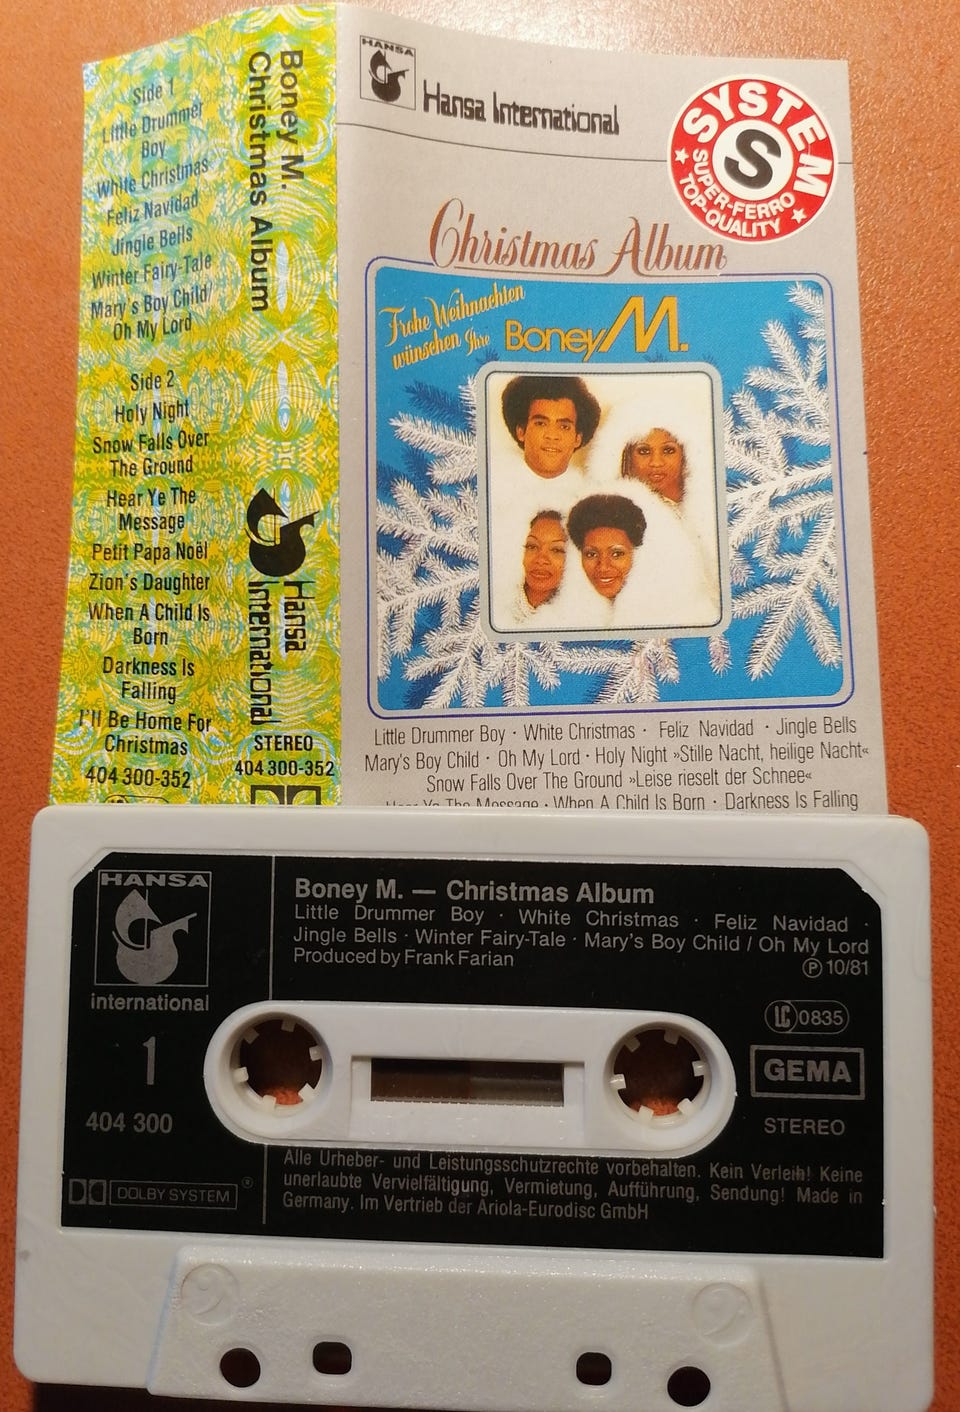 Side 1
Little Drummer
Boy
White Christmas
Feliz Navidad
Jingle Bells
Winter Fairy-Tale
Mary's Boy Child/
Oh My Lord
Side 2
Holy Night
Snow Falls Over
The Ground
Hear Ye The
Message
Petit Papa Noël
Zion's Daughter
When A Child Is
Born
Darkness Is
Falling
I'll Be Home For
Christmas
404 300-352
Boney M.
Christmas Album
Hansa
International
STEREO
404 300-352
HANSA
Hansa International
SYSTEM
S
SUPER-FERRO
TOP-QUALITY
Christmas Album
Frohe Weihnachten
wünschen Ihre
Boney M.
Little Drummer Boy · White Christmas · Feliz Navidad · Jingle Bells
Mary's Boy Child · Oh My Lord · Holy Night »Stille Nacht, heilige Nacht«
Snow Falls Over The Ground »Leise rieselt der Schnee«
Hear Ye The Message · When A Child Is Born · Darkness Is Falling
HANSA
international
1
404 300
DOLBY SYSTEM ®
Boney M. — Christmas Album
Little Drummer Boy · White Christmas · Feliz Navidad ·
Jingle Bells · Winter Fairy-Tale · Mary's Boy Child / Oh My Lord
Produced by Frank Farian
℗ 10/81
LC 0835
GEMA
STEREO
Alle Urheber- und Leistungsschutzrechte vorbehalten. Kein Verleih! Keine
unerlaubte Vervielfältigung, Vermietung, Aufführung, Sendung! Made in
Germany. Im Vertrieb der Ariola-Eurodisc GmbH